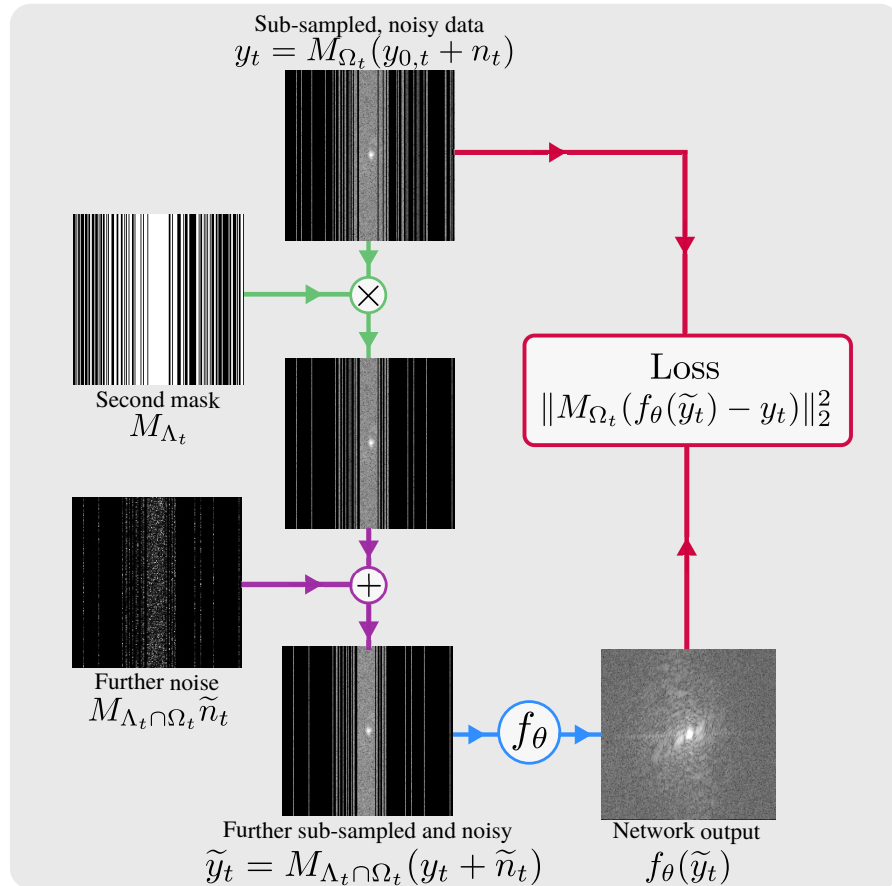 Sub-sampled, noisy data
y_t = M_{Ω_t}(y_{0,t} + n_t)
×
Second mask
M_{Λ_t}
Loss
‖M_{Ω_t}(f_θ(ỹ_t) − y_t)‖₂²
+
Further noise
M_{Λ_t∩Ω_t} ñ_t
f_θ
Further sub-sampled and noisy
ỹ_t = M_{Λ_t∩Ω_t}(y_t + ñ_t)
Network output
f_θ(ỹ_t)